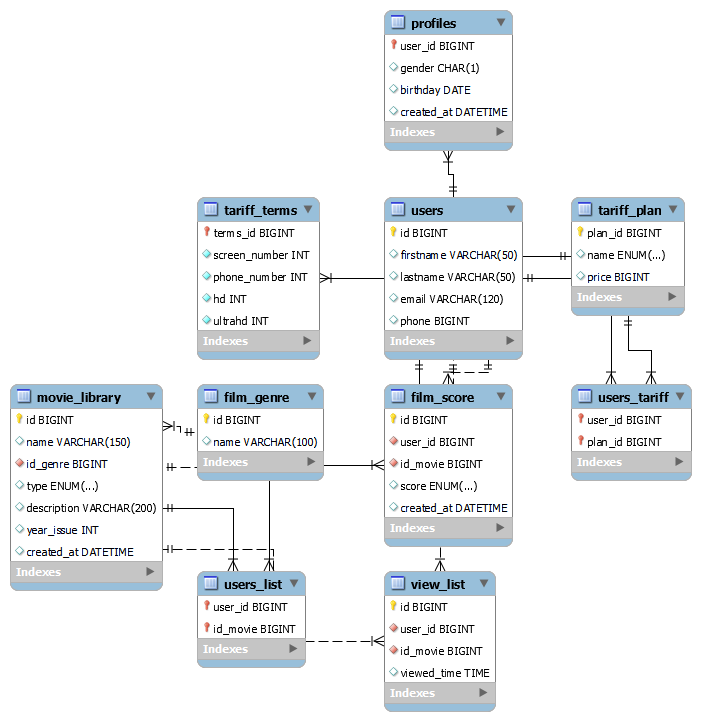 profiles
user_id BIGINT
gender CHAR(1)
birthday DATE
created_at DATETIME
Indexes
tariff_terms
terms_id BIGINT
screen_number INT
phone_number INT
hd INT
ultrahd INT
Indexes
users
id BIGINT
firstname VARCHAR(50)
lastname VARCHAR(50)
email VARCHAR(120)
phone BIGINT
Indexes
tariff_plan
plan_id BIGINT
name ENUM(...)
price BIGINT
Indexes
movie_library
id BIGINT
name VARCHAR(150)
id_genre BIGINT
type ENUM(...)
description VARCHAR(200)
year_issue INT
created_at DATETIME
Indexes
film_genre
id BIGINT
name VARCHAR(100)
Indexes
film_score
id BIGINT
user_id BIGINT
id_movie BIGINT
score ENUM(...)
created_at DATETIME
Indexes
users_tariff
user_id BIGINT
plan_id BIGINT
Indexes
users_list
user_id BIGINT
id_movie BIGINT
Indexes
view_list
id BIGINT
user_id BIGINT
id_movie BIGINT
viewed_time TIME
Indexes